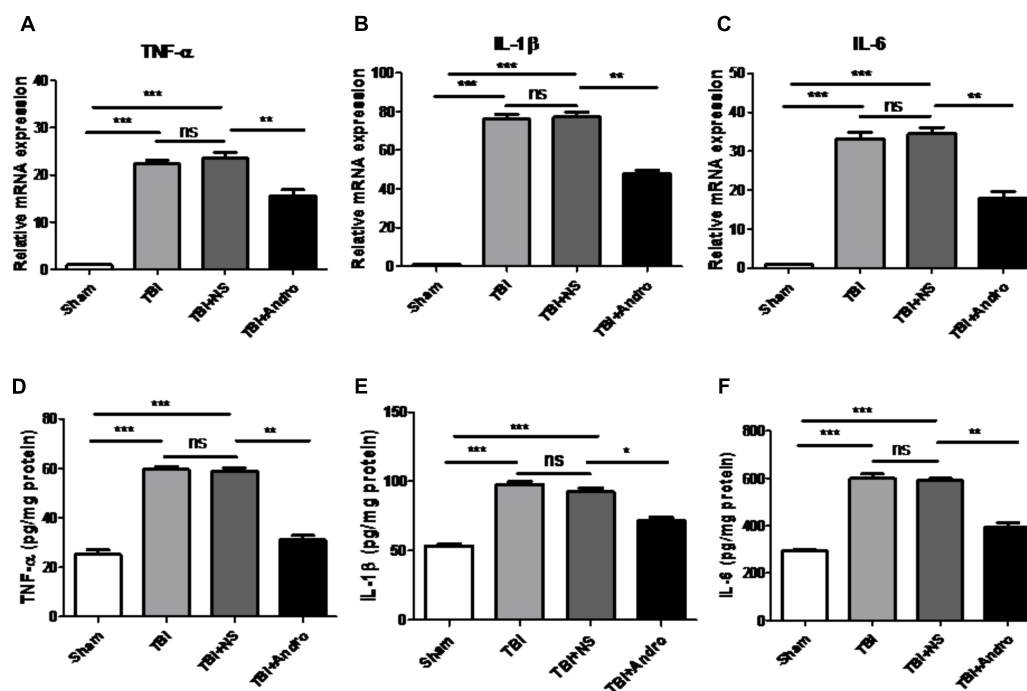 A
TNF-α
Relative mRNA expression
40
30
20
10
0
***
***
ns
**
-Sham
TBI
TBI+NS
TBI+Andro
B
IL-1β
Relative mRNA expression
100
80
60
40
20
0
***
***
ns
**
-Sham
TBI
TBI+NS
TBI+Andro
C
IL-6
Relative mRNA expression
50
40
30
20
10
0
***
***
ns
**
-Sham
TBI
TBI+NS
TBI+Andro
D
TNF-α (pg/mg protein)
80
60
40
20
0
***
***
ns
**
-Sham
TBI
TBI+NS
TBI+Andro
E
IL-1β (pg/mg protein)
150
100
50
0
***
***
ns
*
Sham
TBI
TBI+NS
TBI+Andro
F
IL-6 (pg/mg protein)
800
600
400
200
0
***
***
ns
**
Sham
TBI
TBI+NS
TBI+Andro